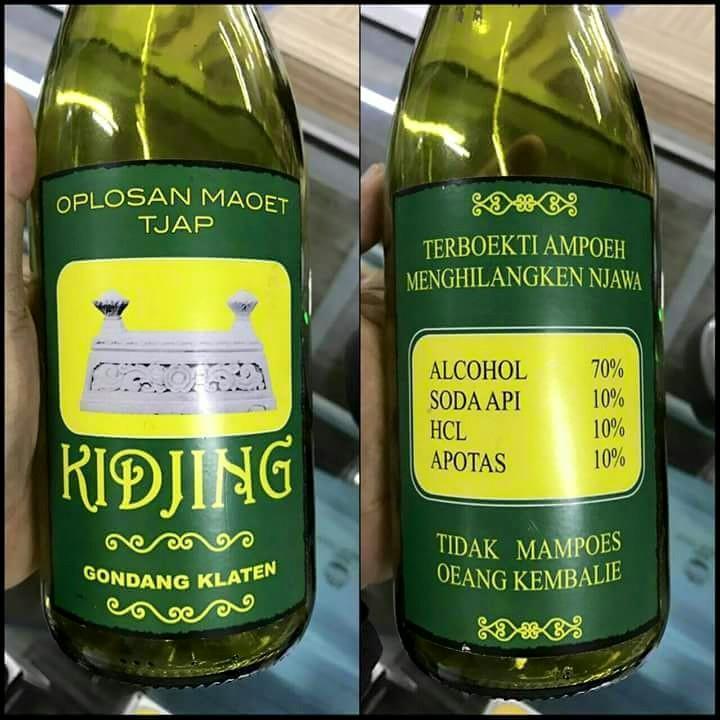 OPLOSAN MAOET
TJAP
KIDJING
GONDANG KLATEN
TERBOEKTI AMPOEH
MENGHILANGKEN NJAWA
ALCOHOL 70%
SODA API 10%
HCL 10%
APOTAS 10%
TIDAK MAMPOES
OEANG KEMBALIE